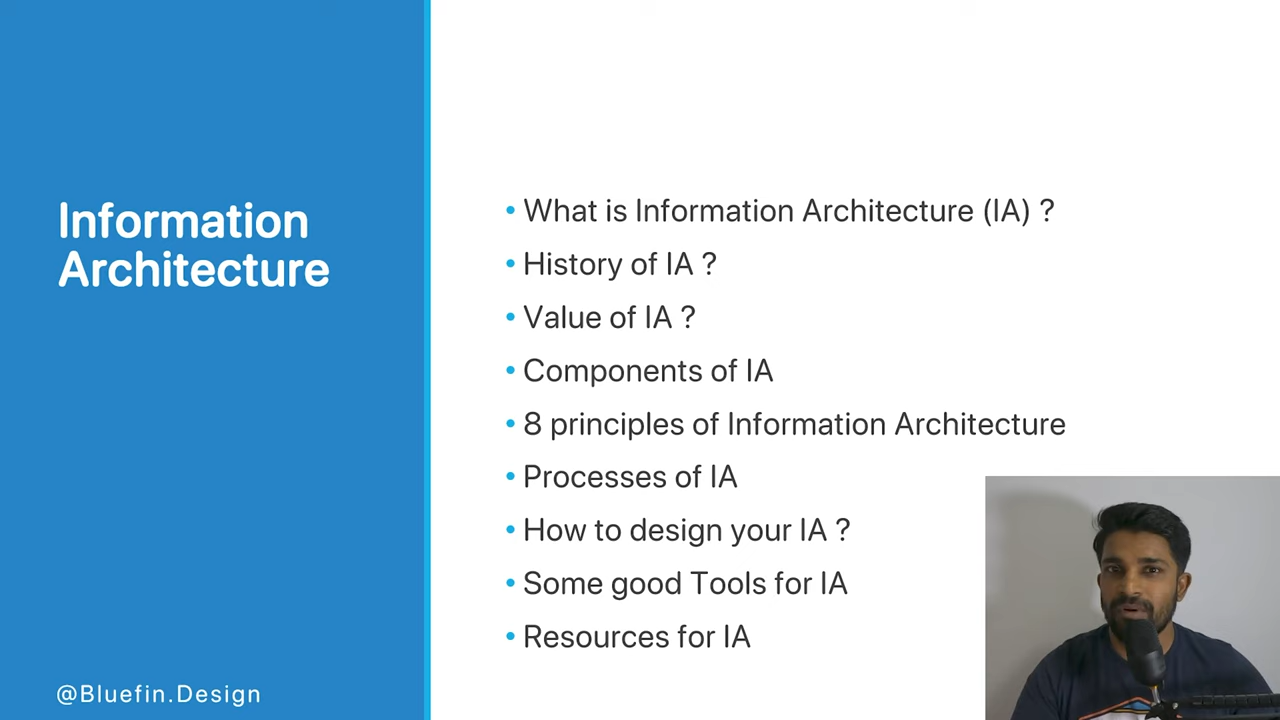 Information
Architecture
• What is Information Architecture (IA) ?
• History of IA ?
• Value of IA ?
• Components of IA
• 8 principles of Information Architecture
• Processes of IA
• How to design your IA ?
• Some good Tools for IA
• Resources for IA
@Bluefin.Design